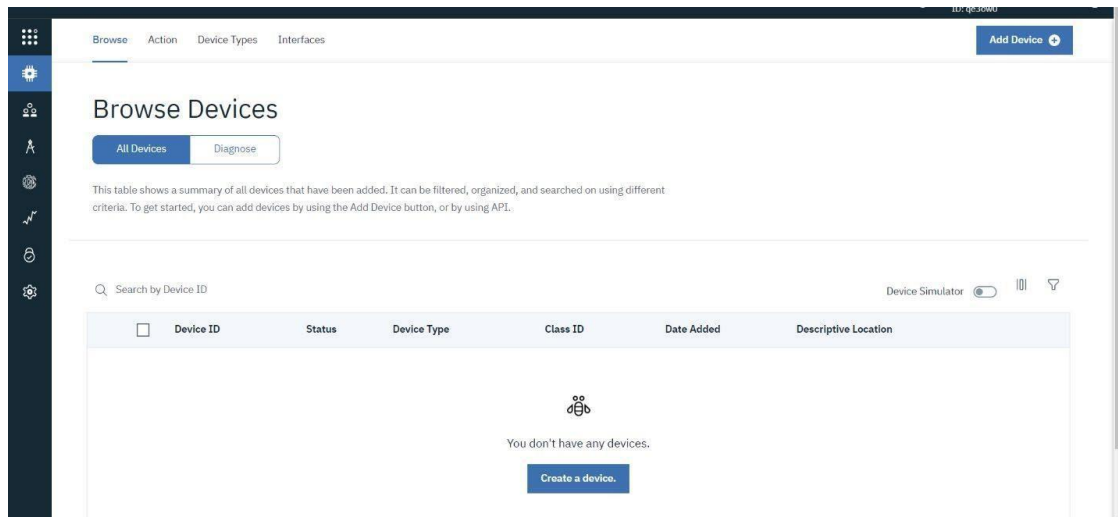 Browse Action Device Types Interfaces Add Device
Browse Devices
All Devices Diagnose
This table shows a summary of all devices that have been added. It can be filtered, organized, and searched on using different
criteria. To get started, you can add devices by using the Add Device button, or by using API.
Search by Device ID Device Simulator
Device ID Status Device Type Class ID Date Added Descriptive Location
You don't have any devices.
Create a device.